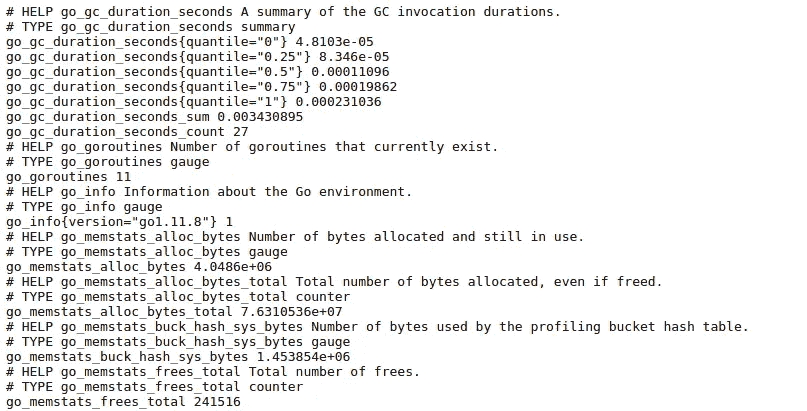 # HELP go_gc_duration_seconds A summary of the GC invocation durations.
# TYPE go_gc_duration_seconds summary
go_gc_duration_seconds{quantile="0"} 4.8103e-05
go_gc_duration_seconds{quantile="0.25"} 8.346e-05
go_gc_duration_seconds{quantile="0.5"} 0.00011096
go_gc_duration_seconds{quantile="0.75"} 0.00019862
go_gc_duration_seconds{quantile="1"} 0.000231036
go_gc_duration_seconds_sum 0.003430895
go_gc_duration_seconds_count 27
# HELP go_goroutines Number of goroutines that currently exist.
# TYPE go_goroutines gauge
go_goroutines 11
# HELP go_info Information about the Go environment.
# TYPE go_info gauge
go_info{version="go1.11.8"} 1
# HELP go_memstats_alloc_bytes Number of bytes allocated and still in use.
# TYPE go_memstats_alloc_bytes gauge
go_memstats_alloc_bytes 4.0486e+06
# HELP go_memstats_alloc_bytes_total Total number of bytes allocated, even if freed.
# TYPE go_memstats_alloc_bytes_total counter
go_memstats_alloc_bytes_total 7.6310536e+07
# HELP go_memstats_buck_hash_sys_bytes Number of bytes used by the profiling bucket hash table.
# TYPE go_memstats_buck_hash_sys_bytes gauge
go_memstats_buck_hash_sys_bytes 1.453854e+06
# HELP go_memstats_frees_total Total number of frees.
# TYPE go_memstats_frees_total counter
go_memstats_frees_total 241516